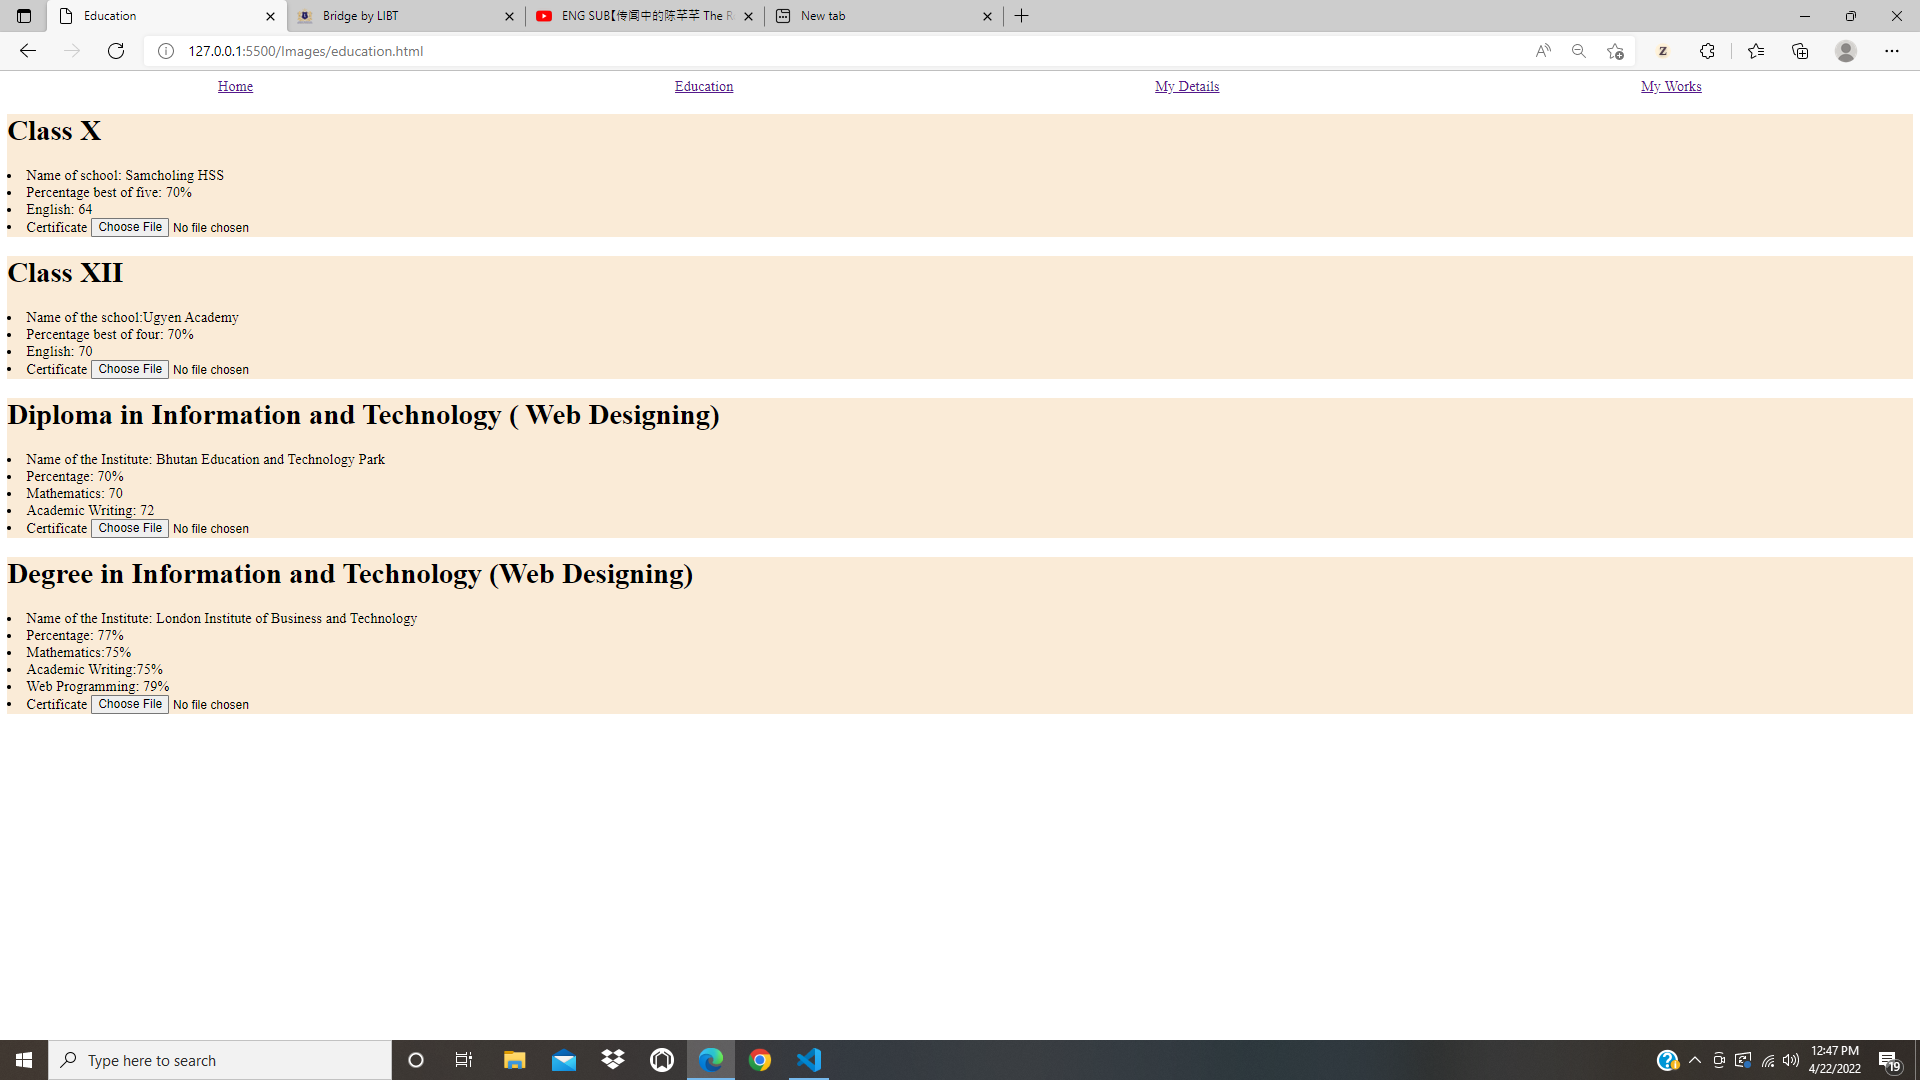 Education
Bridge by LIBT
ENG SUB【传闻中的陈芊芊 The R
New tab
127.0.0.1:5500/Images/education.html
Home
Education
My Details
My Works
Class X
Name of school: Samcholing HSS
Percentage best of five: 70%
English: 64
Certificate Choose File No file chosen
Class XII
Name of the school:Ugyen Academy
Percentage best of four: 70%
English: 70
Certificate Choose File No file chosen
Diploma in Information and Technology ( Web Designing)
Name of the Institute: Bhutan Education and Technology Park
Percentage: 70%
Mathematics: 70
Academic Writing: 72
Certificate Choose File No file chosen
Degree in Information and Technology (Web Designing)
Name of the Institute: London Institute of Business and Technology
Percentage: 77%
Mathematics:75%
Academic Writing:75%
Web Programming: 79%
Certificate Choose File No file chosen
Type here to search
12:47 PM
4/22/2022
19